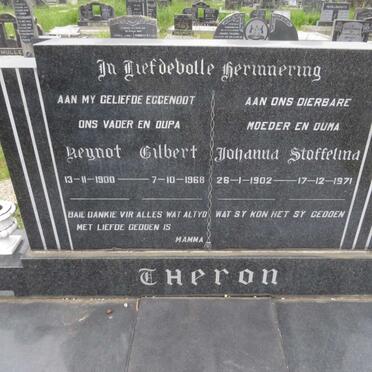 In Liefdevolle Herinnering
AAN MY GELIEFDE EGGENOOT
ONS VADER EN OUPA
Reynot Gilbert
13-11-1900 — 7-10-1968
BAIE DANKIE VIR ALLES WAT ALTYD
MET LIEFDE GEDOEN IS
MAMMA
AAN ONS DIERBARE
MOEDER EN OUMA
Johanna Stoffelina
26-1-1902 — 17-12-1971
WAT SY KON HET SY GEDOEN
THERON